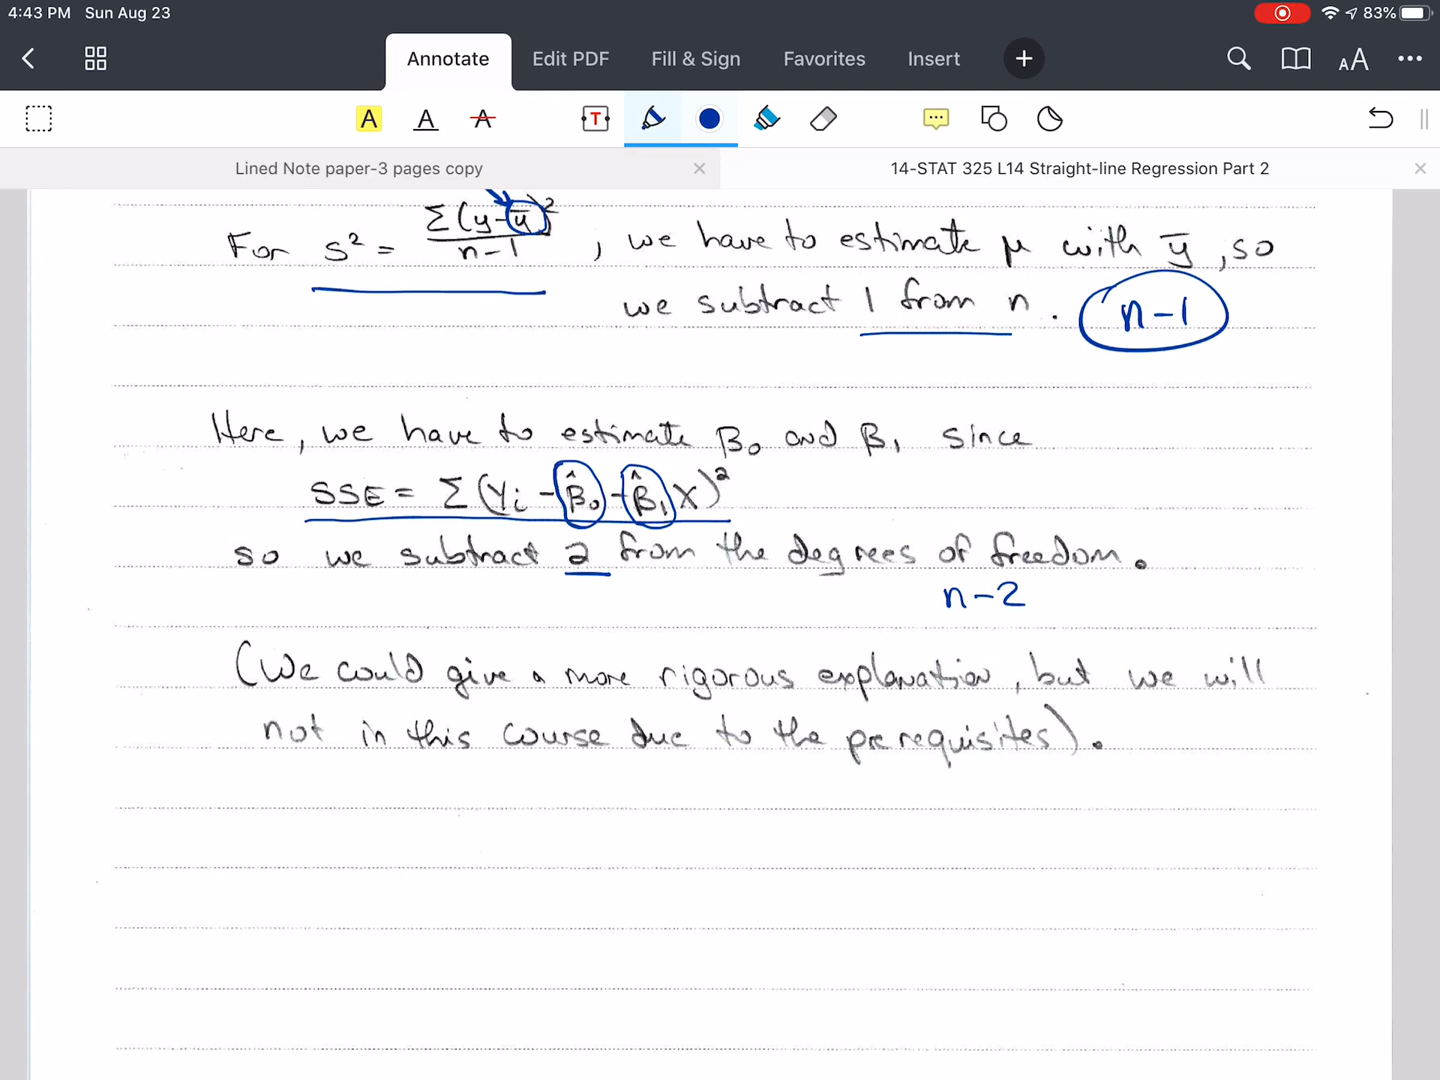 4:43 PM Sun Aug 23 83%
Annotate Edit PDF Fill & Sign Favorites Insert
A A A T AA
Lined Note paper-3 pages copy 14-STAT 325 L14 Straight-line Regression Part 2
For s² = Σ(y-ȳ)² / n-1 , we have to estimate μ with ȳ, so
we subtract 1 from n. n-1
Here, we have to estimate β₀ and β₁ since
SSE = Σ(Yi - β̂₀ - β̂₁X)²
so we subtract 2 from the degrees of freedom.
n-2
(We could give a more rigorous explanation, but we will
not in this course due to the prerequisites).